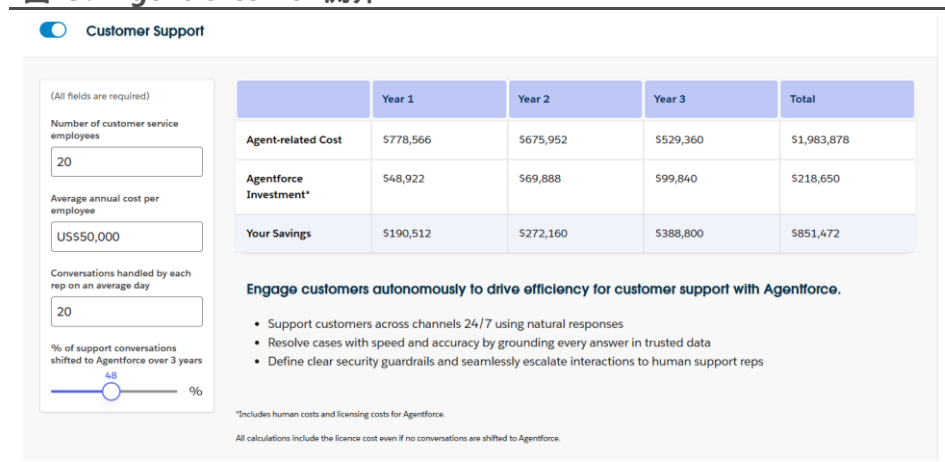 Customer Support
(All fields are required)
Number of customer service
employees
20
Average annual cost per
employee
US$50,000
Conversations handled by each
rep on an average day
20
% of support conversations
shifted to Agentforce over 3 years
48
%
Year 1 Year 2 Year 3 Total
Agent-related Cost $778,566 $675,952 $529,360 $1,983,878
Agentforce
Investment* $48,922 $69,888 $99,840 $218,650
Your Savings $190,512 $272,160 $388,800 $851,472
Engage customers autonomously to drive efficiency for customer support with Agentforce.
• Support customers across channels 24/7 using natural responses
• Resolve cases with speed and accuracy by grounding every answer in trusted data
• Define clear security guardrails and seamlessly escalate interactions to human support reps
*Includes human costs and licensing costs for Agentforce.
All calculations include the licence cost even if no conversations are shifted to Agentforce.